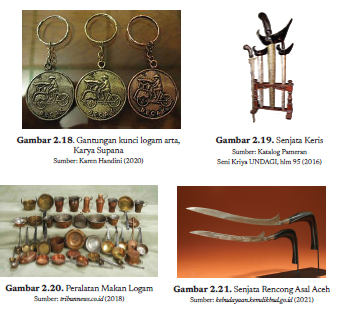 BECAK
Gambar 2.18. Gantungan kunci logam arta,
Karya Supana
Sumber: Karen Handini (2020)
Gambar 2.19. Senjata Keris
Sumber: Katalog Pameran
Seni Kriya UNDAGI, hlm 95 (2016)
Gambar 2.20. Peralatan Makan Logam
Sumber: tribunnews.co.id (2018)
Gambar 2.21. Senjata Rencong Asal Aceh
Sumber: kebudayaan.kemdikbud.go.id (2021)